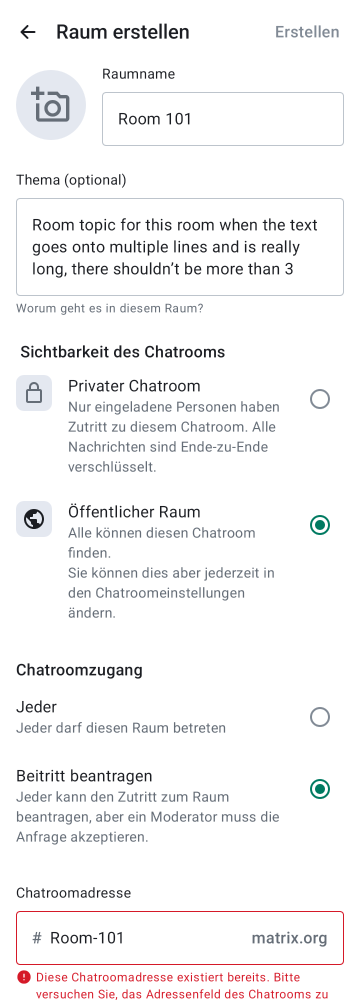 Raum erstellen
Erstellen
Raumname
Room 101
Thema (optional)
Room topic for this room when the text
goes onto multiple lines and is really
long, there shouldn’t be more than 3
Worum geht es in diesem Raum?
Sichtbarkeit des Chatrooms
Privater Chatroom
Nur eingeladene Personen haben
Zutritt zu diesem Chatroom. Alle
Nachrichten sind Ende-zu-Ende
verschlüsselt.
Öffentlicher Raum
Alle können diesen Chatroom
finden.
Sie können dies aber jederzeit in
den Chatroomeinstellungen
ändern.
Chatroomzugang
Jeder
Jeder darf diesen Raum betreten
Beitritt beantragen
Jeder kann den Zutritt zum Raum
beantragen, aber ein Moderator muss die
Anfrage akzeptieren.
Chatroomadresse
# Room-101 matrix.org
Diese Chatroomadresse existiert bereits. Bitte
versuchen Sie, das Adressenfeld des Chatrooms zu